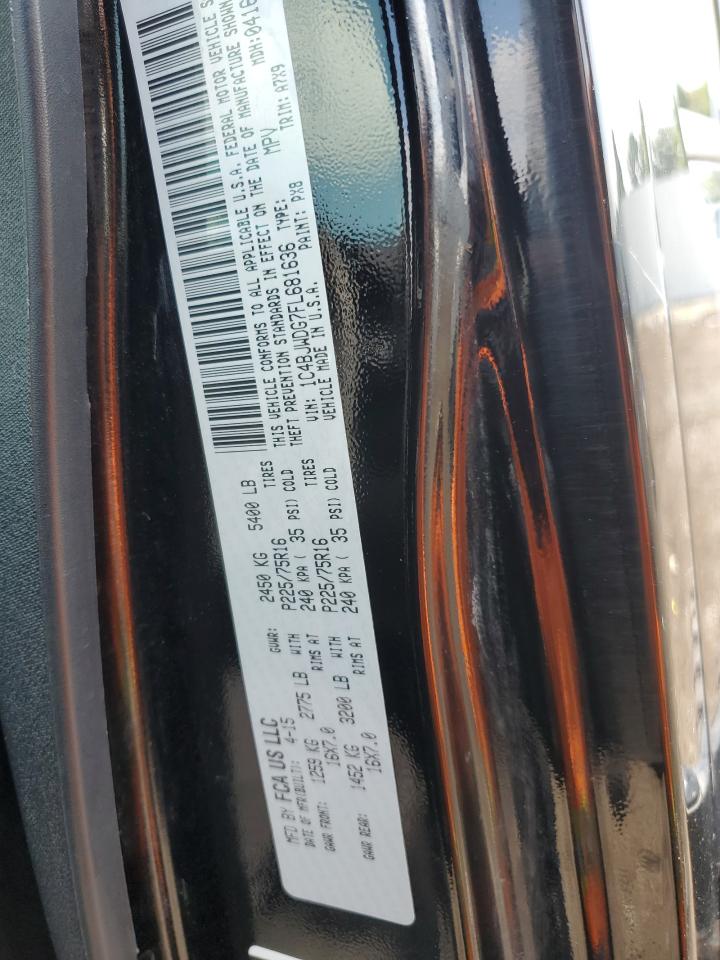 MFD BY FCA US LLC
DATE OF MFR(BUILT): 4-15 GVWR: 2450 KG 5400 LB
GAWR FRONT: 1259 KG 2775 LB WITH P225/75R16 TIRES
16X7.0 RIMS AT 240 KPA ( 35 PSI) COLD
GAWR REAR: 1452 KG 3200 LB WITH P225/75R16 TIRES
16X7.0 RIMS AT 240 KPA ( 35 PSI) COLD
THIS VEHICLE CONFORMS TO ALL APPLICABLE U.S.A. FEDERAL MOTOR VEHICLE S
THEFT PREVENTION STANDARDS IN EFFECT ON THE DATE OF MANUFACTURE SHOWN
VIN: 1C4BJWDG7FL681636 TYPE: MPV MDH:0416
VEHICLE MADE IN U.S.A. PAINT: PX8 TRIM: A7X9